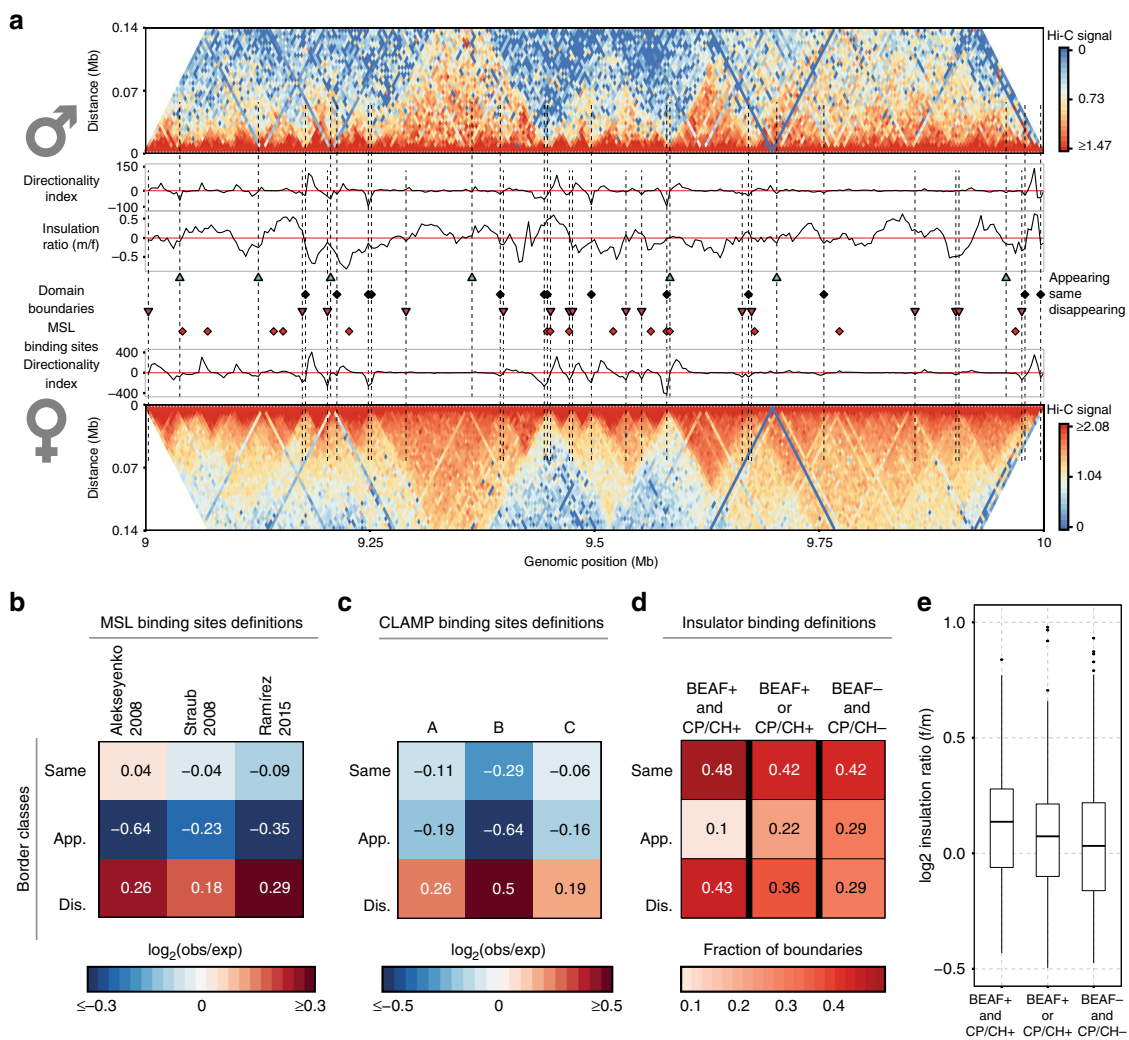 a
0.14
0.07
0
Distance (Mb)
Hi-C signal
0
0.73
≥1.47
♂
Directionality
index
150
0
−100
Insulation
ratio (m/f)
0.5
0
−0.5
Domain
boundaries
Appearing
same
disappearing
MSL
binding sites
Directionality
index
400
0
−400
♀
0
0.07
0.14
Distance (Mb)
Hi-C signal
≥2.08
1.04
0
9
9.25
9.5
9.75
10
Genomic position (Mb)
b
MSL binding sites definitions
Alekseyenko
2008
Straub
2008
Ramírez
2015
Border classes
Same
0.04
−0.04
−0.09
App.
−0.64
−0.23
−0.35
Dis.
0.26
0.18
0.29
log2(obs/exp)
≤−0.3
0
≥0.3
c
CLAMP binding sites definitions
A
B
C
−0.11
−0.29
−0.06
−0.19
−0.64
−0.16
0.26
0.5
0.19
log2(obs/exp)
≤−0.5
0
≥0.5
d
Insulator binding definitions
BEAF+
and
CP/CH+
BEAF+
or
CP/CH+
BEAF−
and
CP/CH−
Same
0.48
0.42
0.42
App.
0.1
0.22
0.29
Dis.
0.43
0.36
0.29
Fraction of boundaries
0.1
0.2
0.3
0.4
e
log2 insulation ratio (f/m)
1.0
0.5
0.0
−0.5
BEAF+
and
CP/CH+
BEAF+
or
CP/CH+
BEAF−
and
CP/CH−